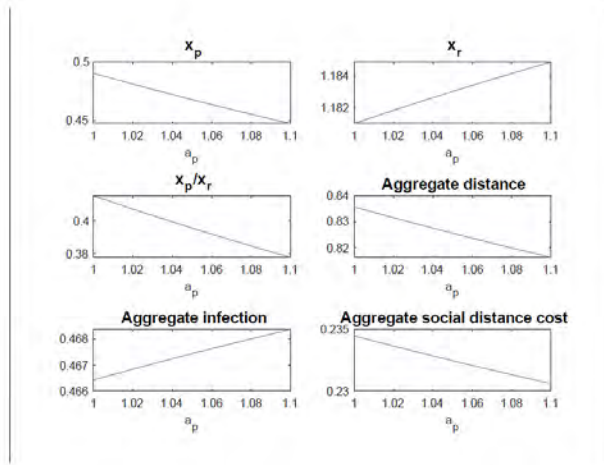 x_p
0.5
0.45
1 1.02 1.04 1.06 1.08 1.1
a_p
x_r
1.184
1.182
1 1.02 1.04 1.06 1.08 1.1
a_p
x_p/x_r
0.4
0.38
1 1.02 1.04 1.06 1.08 1.1
a_p
Aggregate distance
0.84
0.83
0.82
1 1.02 1.04 1.06 1.08 1.1
a_p
Aggregate infection
0.468
0.467
0.466
1 1.02 1.04 1.06 1.08 1.1
a_p
Aggregate social distance cost
0.235
0.23
1 1.02 1.04 1.06 1.08 1.1
a_p